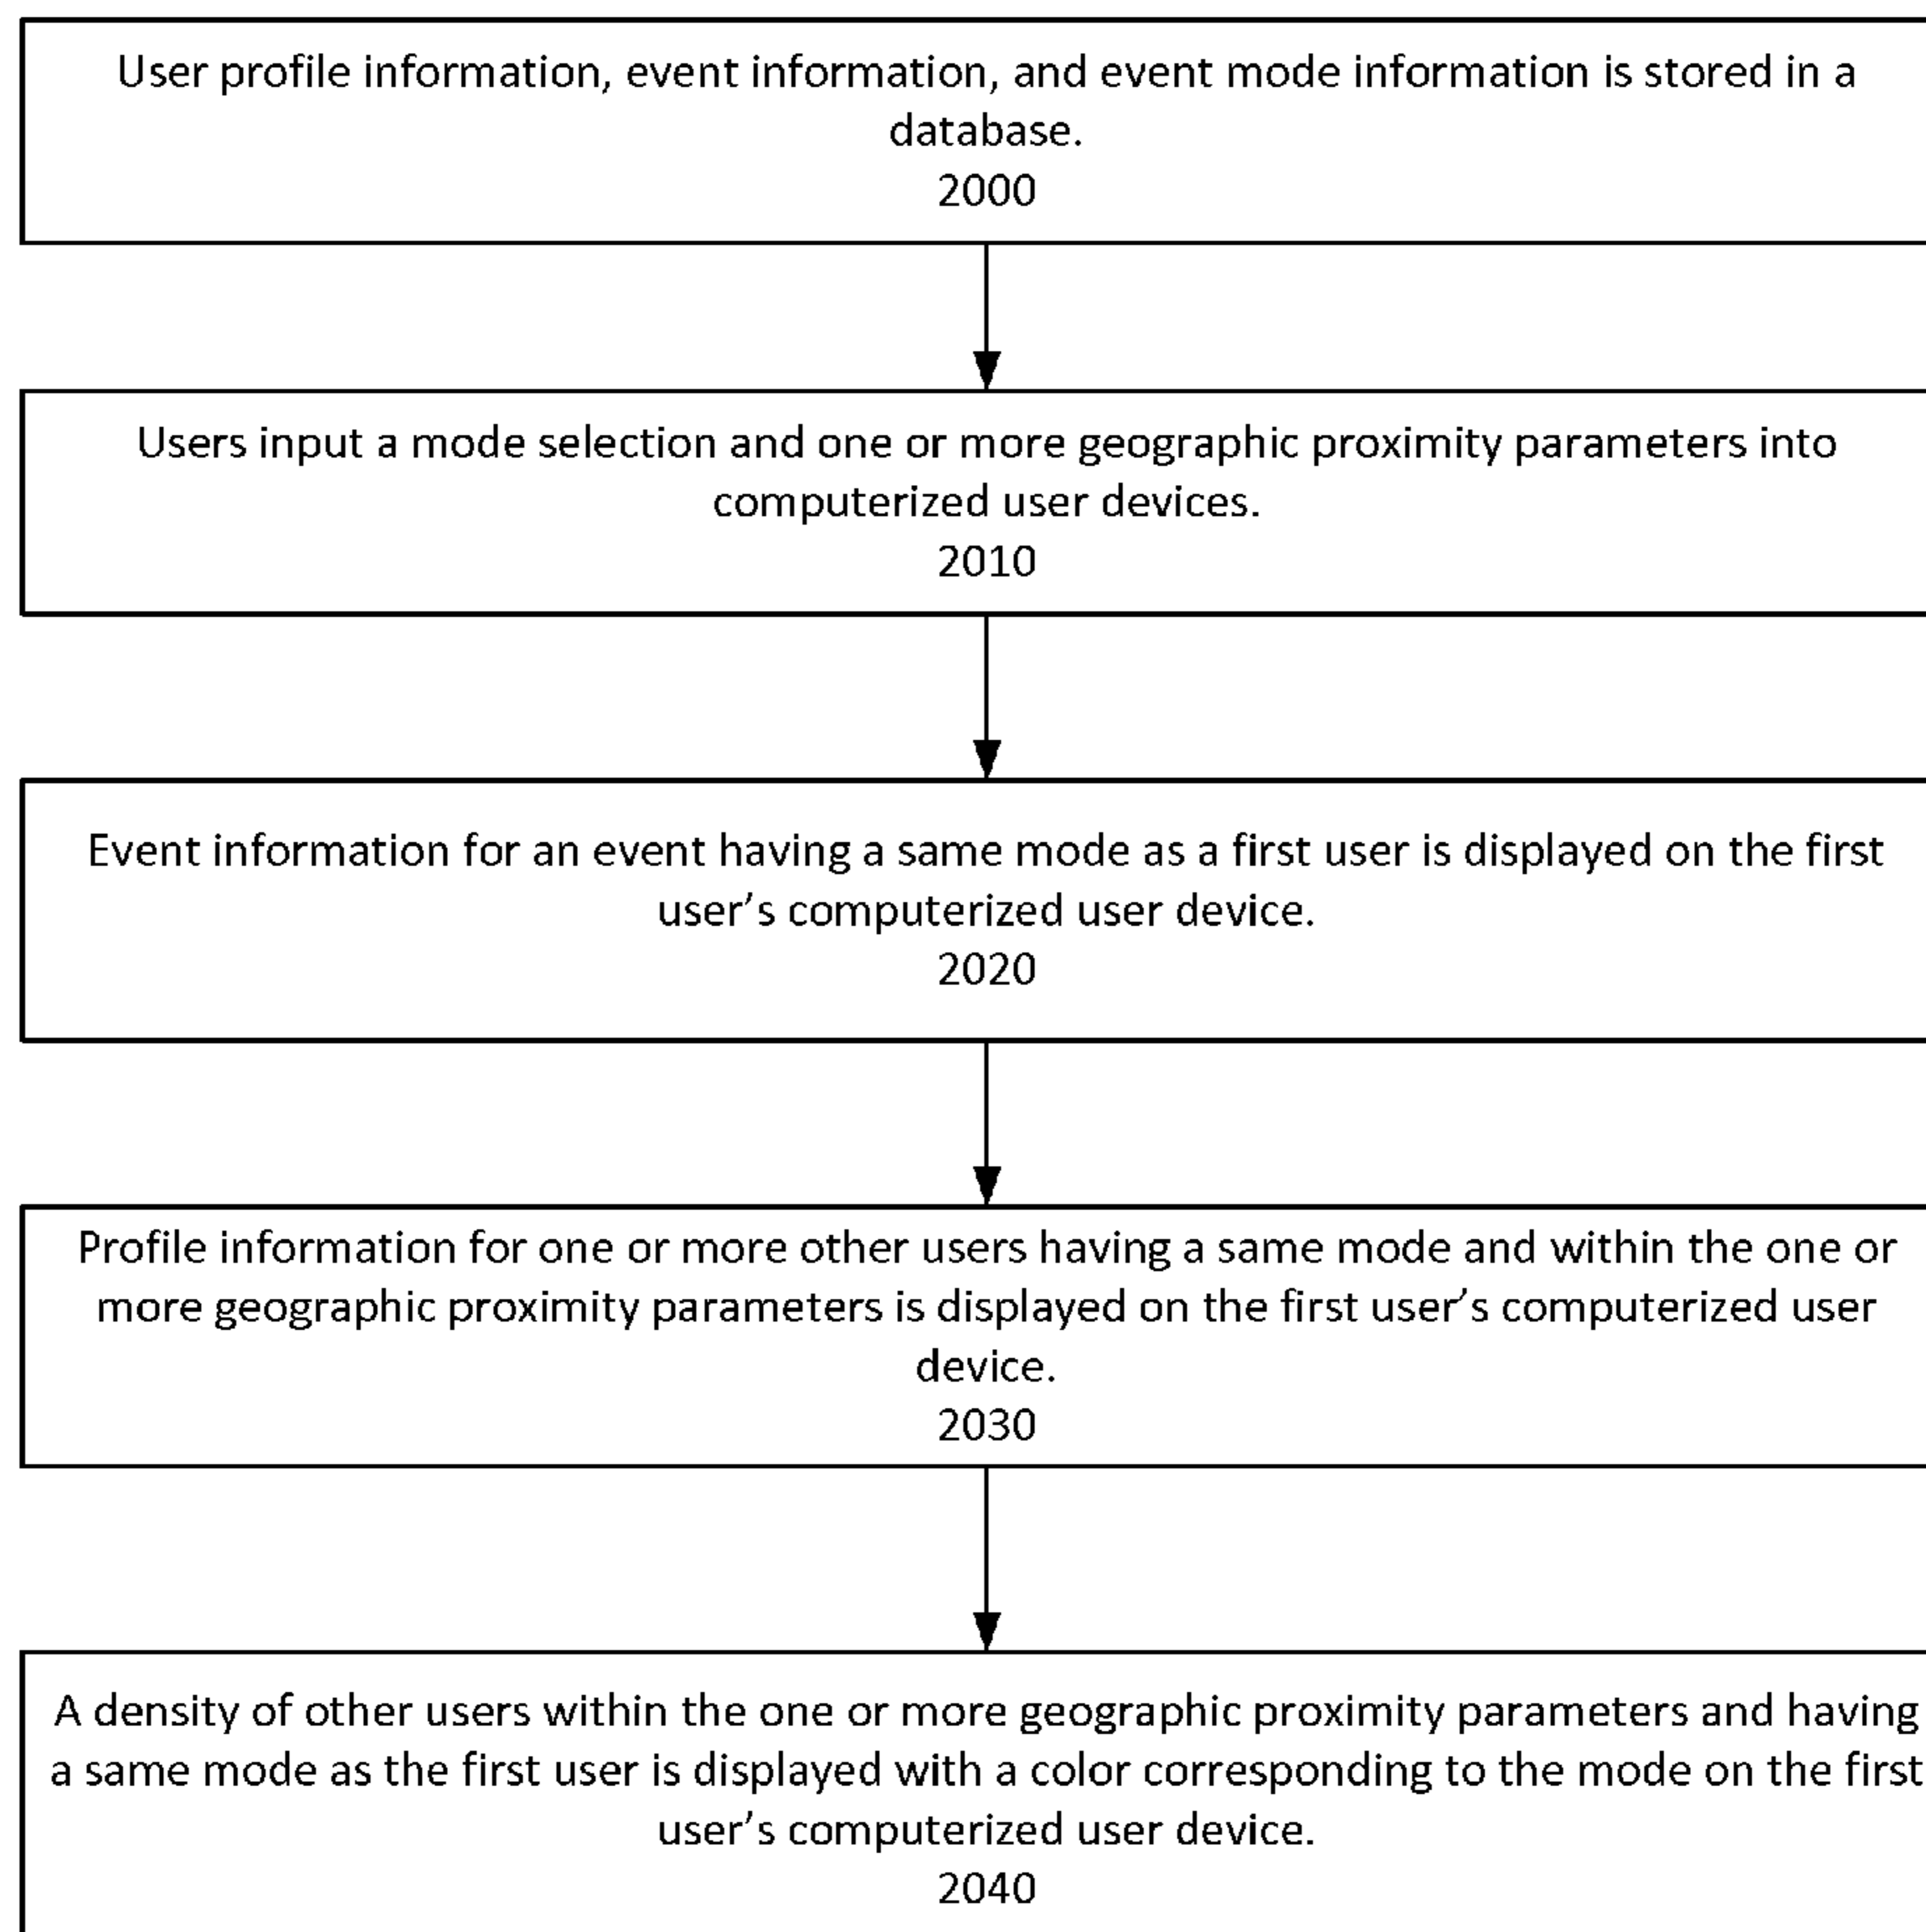 User profile information, event information, and event mode information is stored in a
database.
2000
Users input a mode selection and one or more geographic proximity parameters into
computerized user devices.
2010
Event information for an event having a same mode as a first user is displayed on the first
user’s computerized user device.
2020
Profile information for one or more other users having a same mode and within the one or
more geographic proximity parameters is displayed on the first user’s computerized user
device.
2030
A density of other users within the one or more geographic proximity parameters and having
a same mode as the first user is displayed with a color corresponding to the mode on the first
user’s computerized user device.
2040